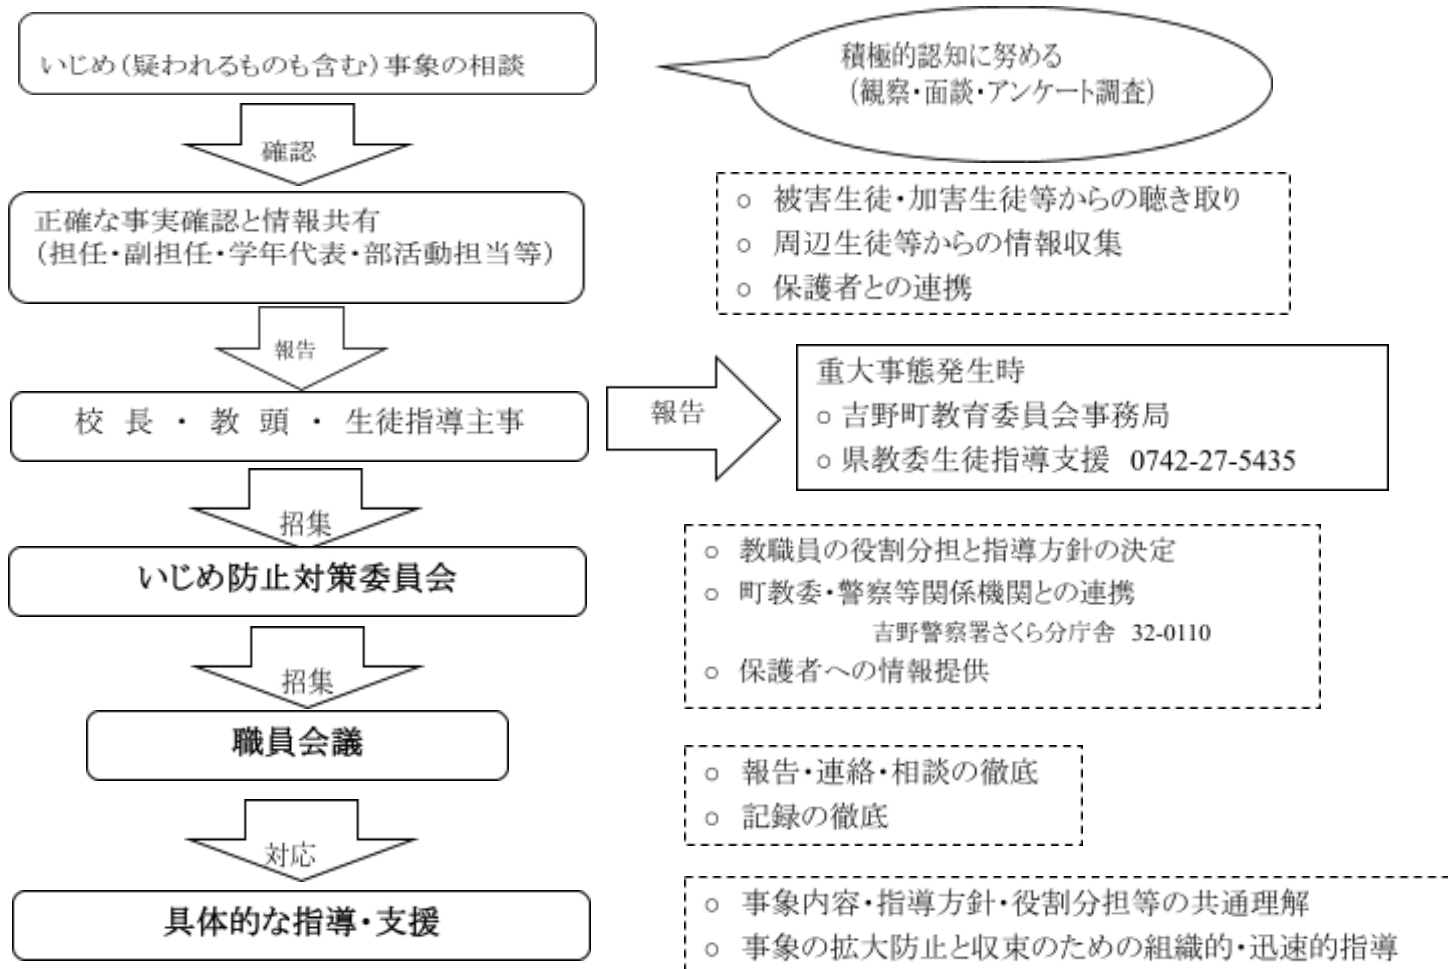 いじめ(疑われるものも含む)事象の相談
積極的認知に努める
(観察・面談・アンケート調査)
確認
正確な事実確認と情報共有
(担任・副担任・学年代表・部活動担当等)
○ 被害生徒・加害生徒等からの聴き取り
○ 周辺生徒等からの情報収集
○ 保護者との連携
報告
校 長 ・ 教 頭 ・ 生徒指導主事
報告
重大事態発生時
○ 吉野町教育委員会事務局
○ 県教委生徒指導支援 0742-27-5435
招集
いじめ防止対策委員会
○ 教職員の役割分担と指導方針の決定
○ 町教委・警察等関係機関との連携
吉野警察署さくら分庁舎 32-0110
○ 保護者への情報提供
招集
職員会議
○ 報告・連絡・相談の徹底
○ 記録の徹底
対応
具体的な指導・支援
○ 事象内容・指導方針・役割分担等の共通理解
○ 事象の拡大防止と収束のための組織的・迅速的指導